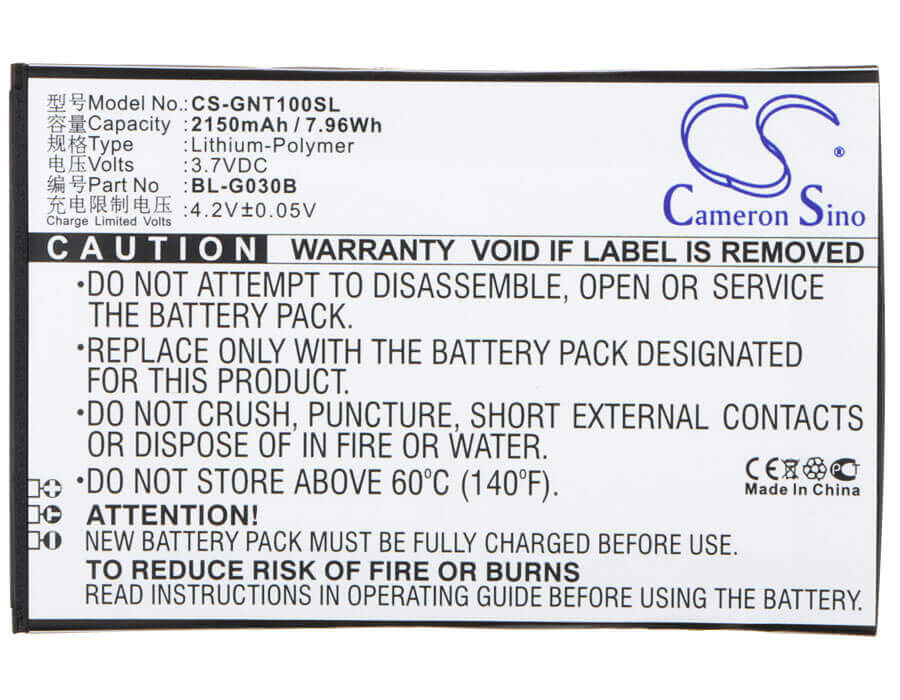 型号Model No.: CS-GNT100SL
容量Capacity : 2150mAh / 7.96Wh
规格Type : Lithium-Polymer
电压Volts : 3.7VDC
编号Part No : BL-G030B
充电限制电压 : 4.2V±0.05V
Charge Limited Volts
CS ®
Cameron Sino
CAUTION WARRANTY VOID IF LABEL IS REMOVED
•DO NOT ATTEMPT TO DISASSEMBLE, OPEN OR SERVICE
THE BATTERY PACK.
•REPLACE ONLY WITH THE BATTERY PACK DESIGNATED
FOR THIS PRODUCT.
•DO NOT CRUSH, PUNCTURE, SHORT EXTERNAL CONTACTS
OR DISPOSE OF IN FIRE OR WATER.
•DO NOT STORE ABOVE 60°C (140°F).
CE PCT
Made In China
ATTENTION!
NEW BATTERY PACK MUST BE FULLY CHARGED BEFORE USE.
TO REDUCE RISK OF FIRE OR BURNS
READ INSTRUCTIONS IN OPERATING GUIDE BEFORE USING BATTERY.